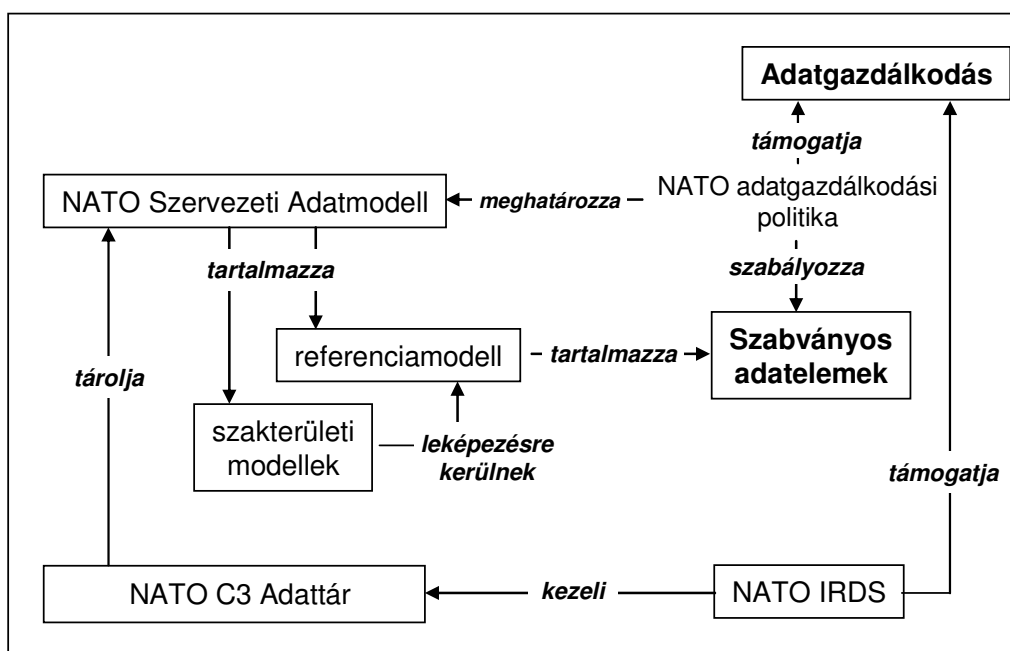 Adatgazdálkodás
támogatja
NATO Szervezeti Adatmodell
meghatározza
NATO adatgazdálkodási
politika
tartalmazza
szabályozza
referenciamodell
tartalmazza
Szabványos
adatelemek
tárolja
szakterületi
modellek
leképezésre
kerülnek
támogatja
NATO C3 Adattár
kezeli
NATO IRDS